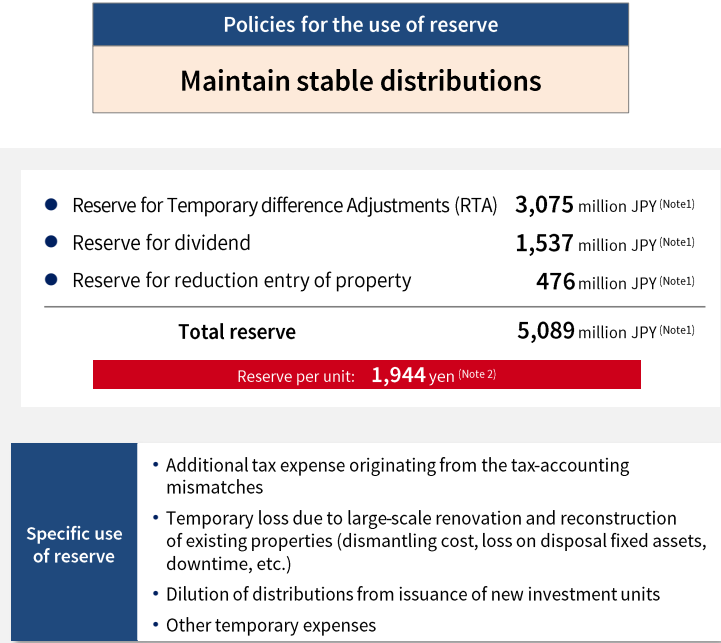 Policies for the use of reserve
Maintain stable distributions
● Reserve for Temporary difference Adjustments (RTA) 3,075 million JPY (Note1)
● Reserve for dividend 1,537 million JPY (Note1)
● Reserve for reduction entry of property 476 million JPY (Note1)
Total reserve 5,089 million JPY (Note1)
Reserve per unit: 1,944 yen (Note 2)
Specific use
of reserve
• Additional tax expense originating from the tax-accounting
mismatches
• Temporary loss due to large-scale renovation and reconstruction
of existing properties (dismantling cost, loss on disposal fixed assets,
downtime, etc.)
• Dilution of distributions from issuance of new investment units
• Other temporary expenses